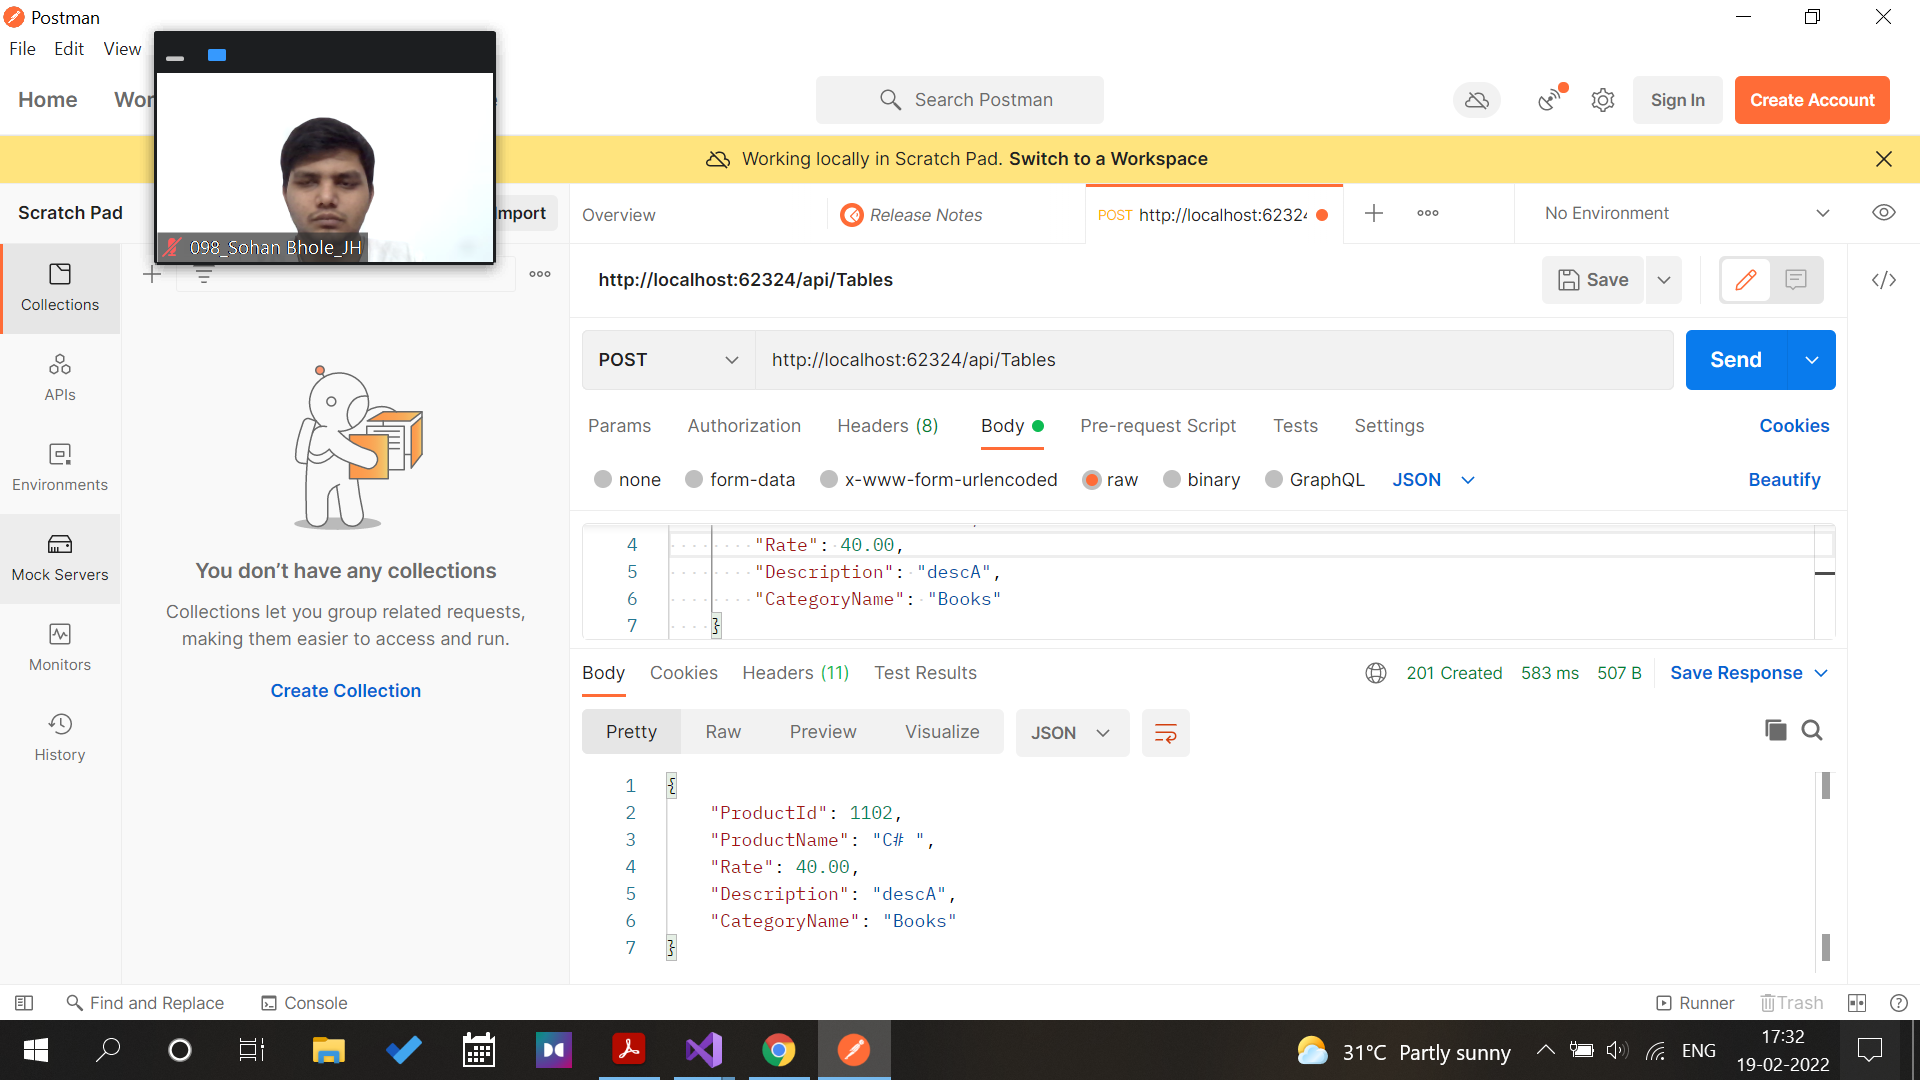 Postman
File Edit View
Home Wor
Search Postman
Sign In
Create Account
Working locally in Scratch Pad. Switch to a Workspace
Scratch Pad
mport
098_Sohan Bhole_JH
Overview
Release Notes
POST http://localhost:62324
No Environment
Collections
APIs
Environments
Mock Servers
Monitors
History
You don’t have any collections
Collections let you group related requests,
making them easier to access and run.
Create Collection
http://localhost:62324/api/Tables
Save
POST
http://localhost:62324/api/Tables
Send
Params Authorization Headers (8) Body Pre-request Script Tests Settings Cookies
none form-data x-www-form-urlencoded raw binary GraphQL JSON Beautify
4 "Rate": 40.00,
5 "Description": "descA",
6 "CategoryName": "Books"
7 }
Body Cookies Headers (11) Test Results 201 Created 583 ms 507 B Save Response
Pretty Raw Preview Visualize JSON
1 {
2 "ProductId": 1102,
3 "ProductName": "C# ",
4 "Rate": 40.00,
5 "Description": "descA",
6 "CategoryName": "Books"
7 }
Find and Replace Console Runner Trash
31°C Partly sunny ENG 17:32
19-02-2022